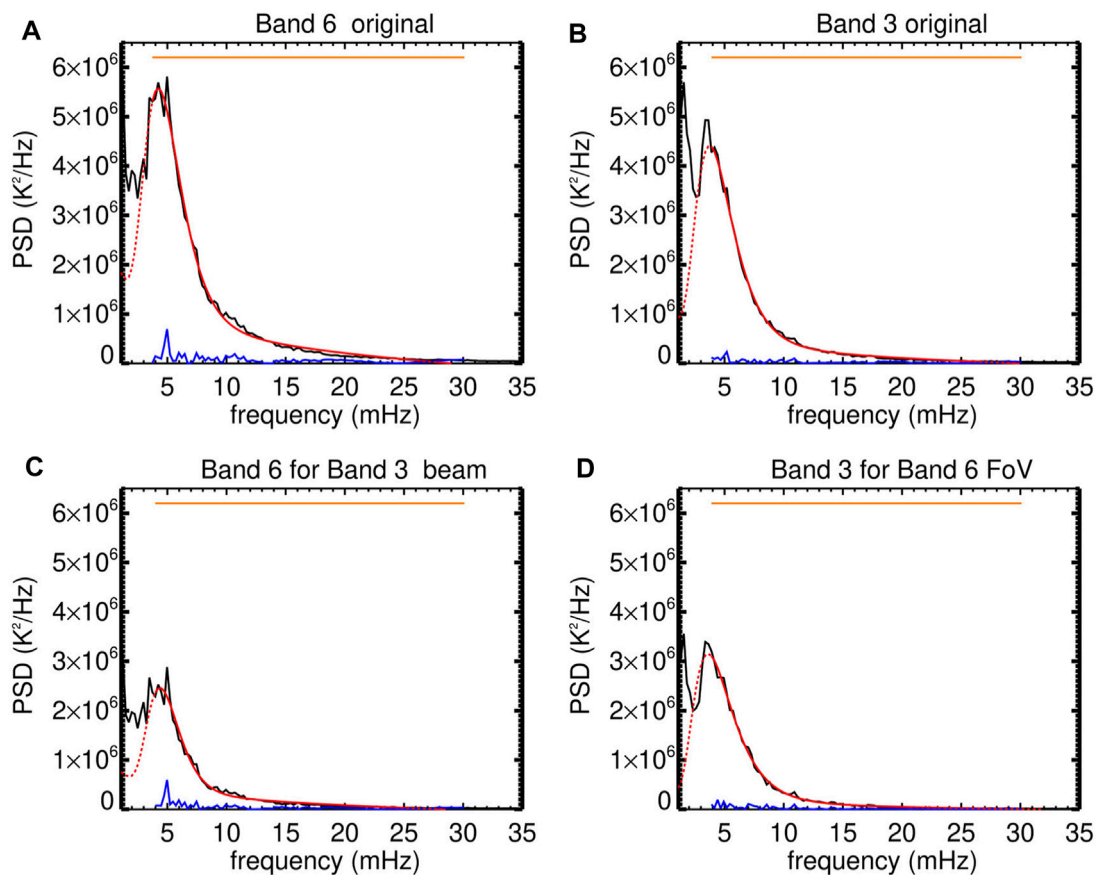 A
Band 6 original
PSD (K²/Hz)
6×10⁶
5×10⁶
4×10⁶
3×10⁶
2×10⁶
1×10⁶
0
5 10 15 20 25 30 35
frequency (mHz)
B
Band 3 original
PSD (K²/Hz)
6×10⁶
5×10⁶
4×10⁶
3×10⁶
2×10⁶
1×10⁶
0
5 10 15 20 25 30 35
frequency (mHz)
C
Band 6 for Band 3 beam
PSD (K²/Hz)
6×10⁶
5×10⁶
4×10⁶
3×10⁶
2×10⁶
1×10⁶
0
5 10 15 20 25 30 35
frequency (mHz)
D
Band 3 for Band 6 FoV
PSD (K²/Hz)
6×10⁶
5×10⁶
4×10⁶
3×10⁶
2×10⁶
1×10⁶
0
5 10 15 20 25 30 35
frequency (mHz)